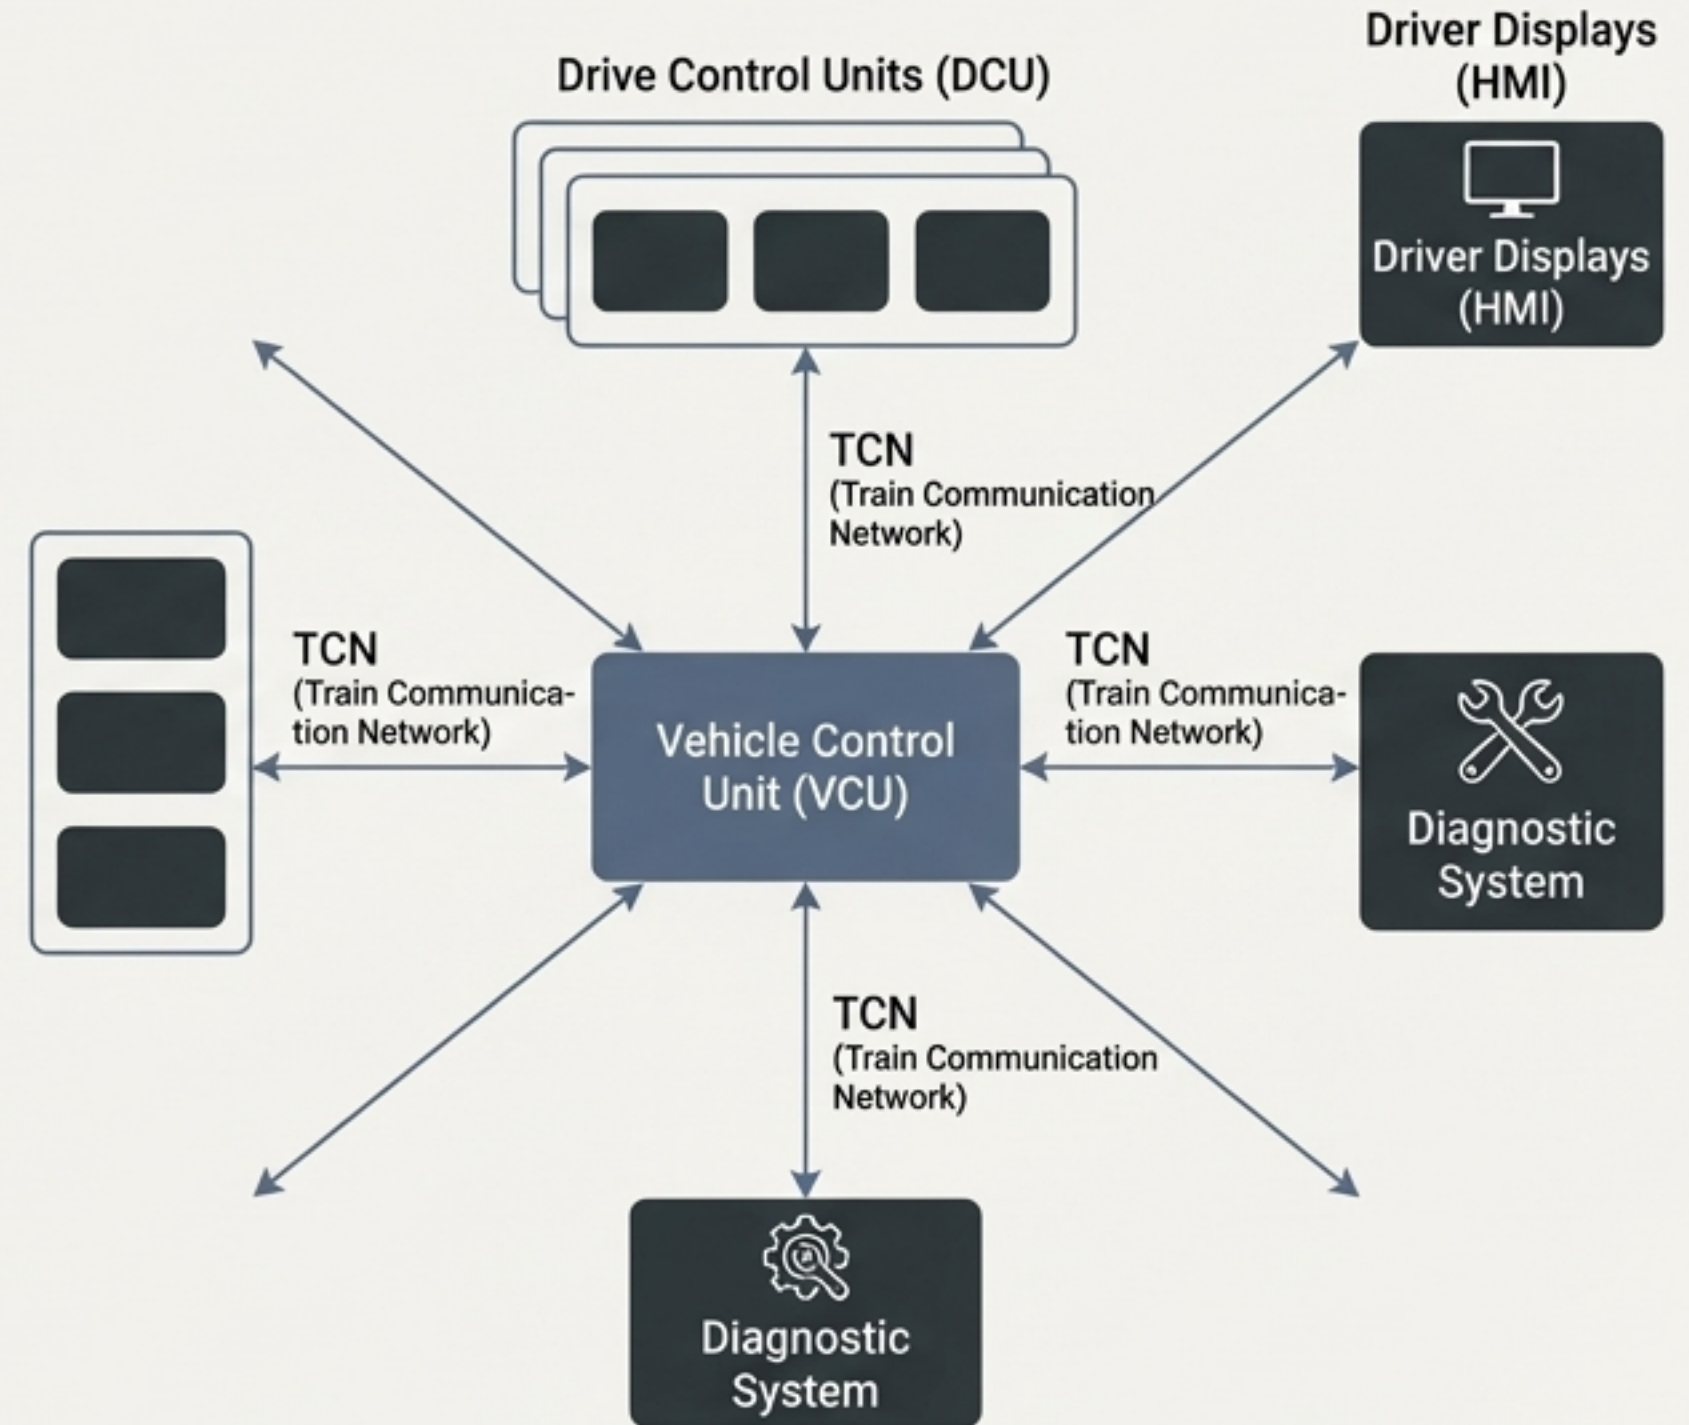 Driver Displays
(HMI)
Drive Control Units (DCU)
Driver Displays
(HMI)
TCN
(Train Communication
Network)
TCN
(Train Communica-
tion Network)
TCN
(Train Communica-
tion Network)
Vehicle Control
Unit (VCU)
Diagnostic
System
TCN
(Train Communication
Network)
Diagnostic
System